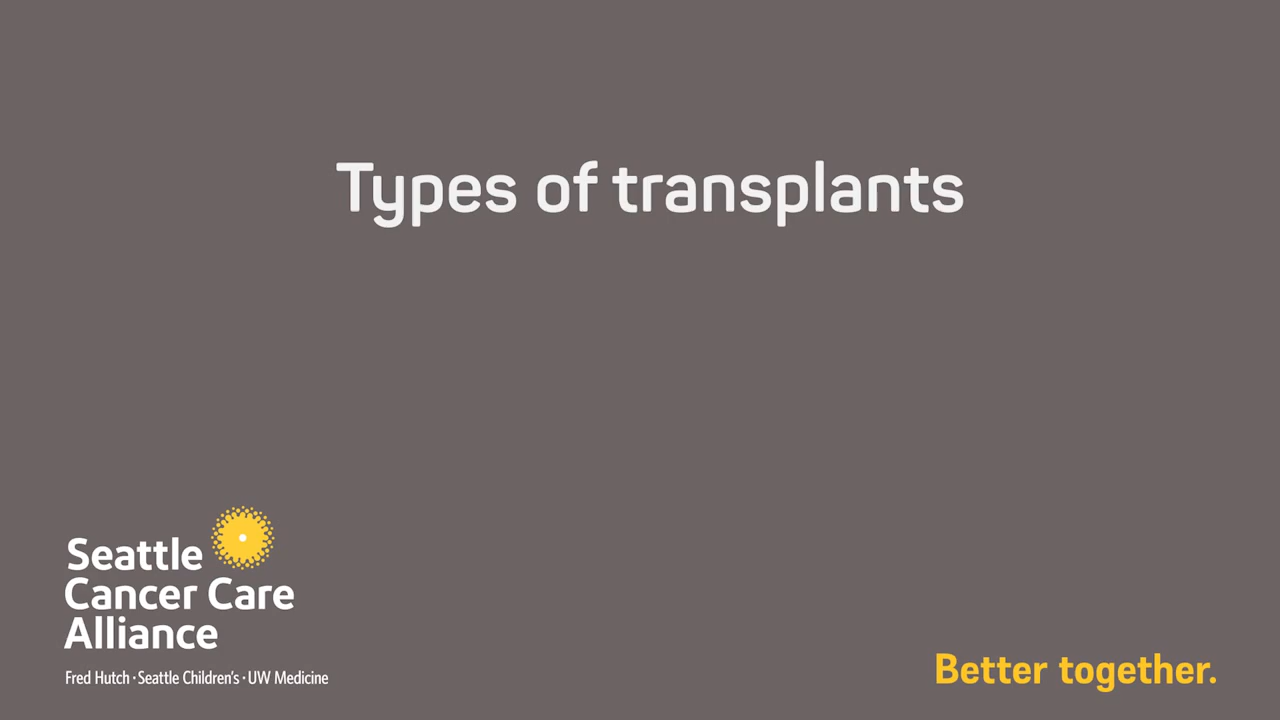 Types of transplants
Seattle
Cancer Care
Alliance
Fred Hutch · Seattle Children's · UW Medicine
Better together.